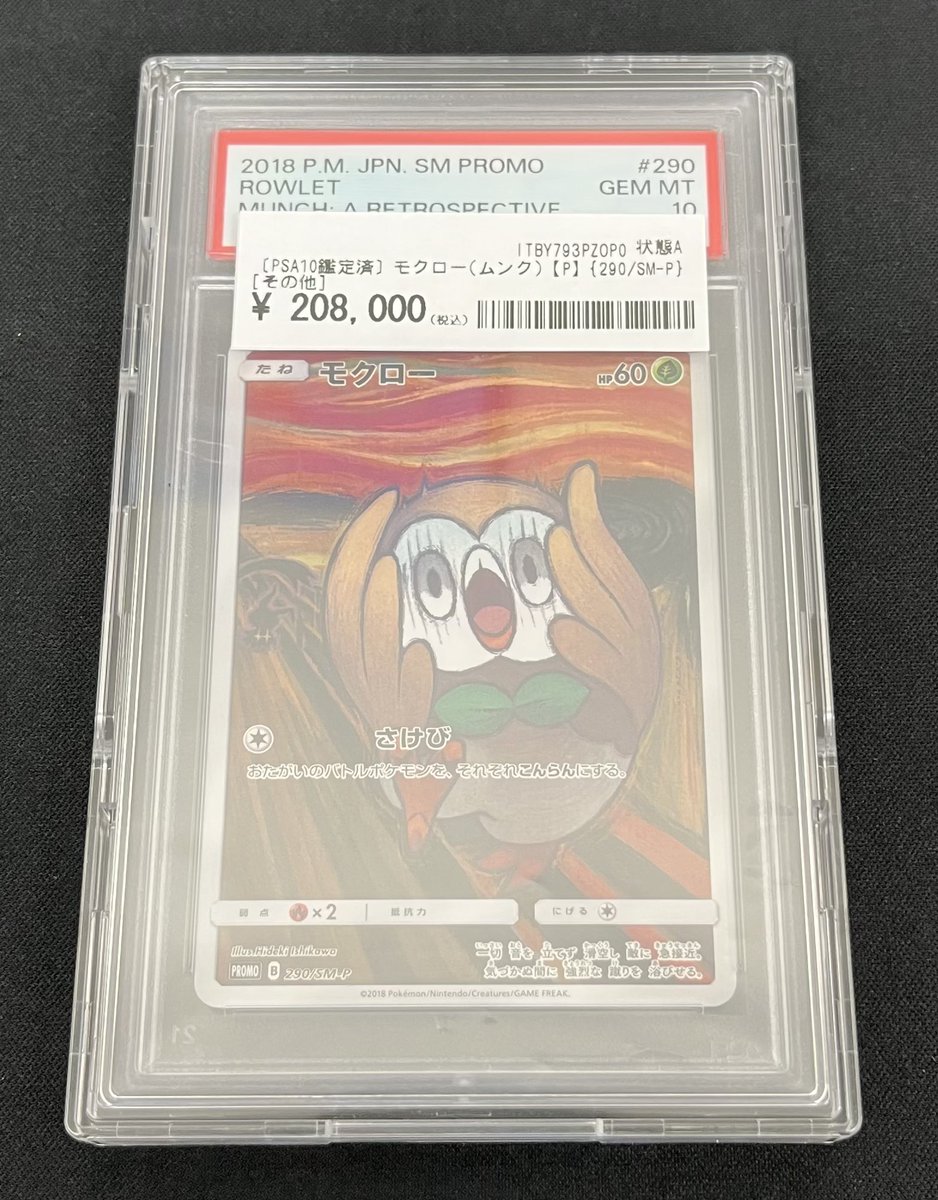 2018 P.M. JPN. SM PROMO #290
ROWLET GEM MT
MUNCH: A RETROSPECTIVE 10
ITBY793PZOPO 状態A
〔PSA10鑑定済〕モクロー(ムンク)【P】{290/SM-P}
[その他]
¥ 208,000(税込)
たね モクロー HP60
さけび
おたがいのバトルポケモンを、それぞれこんらんにする。
弱点 ×2 抵抗力 にげる
Illus.Hideki Ishikawa
一切 音を 立てず 滑空し 敵に 急接近。
PROMO B 290/SM-P
気づかぬ間に 強烈な 蹴りを 浴びせる。
©2018 Pokémon/Nintendo/Creatures/GAME FREAK.